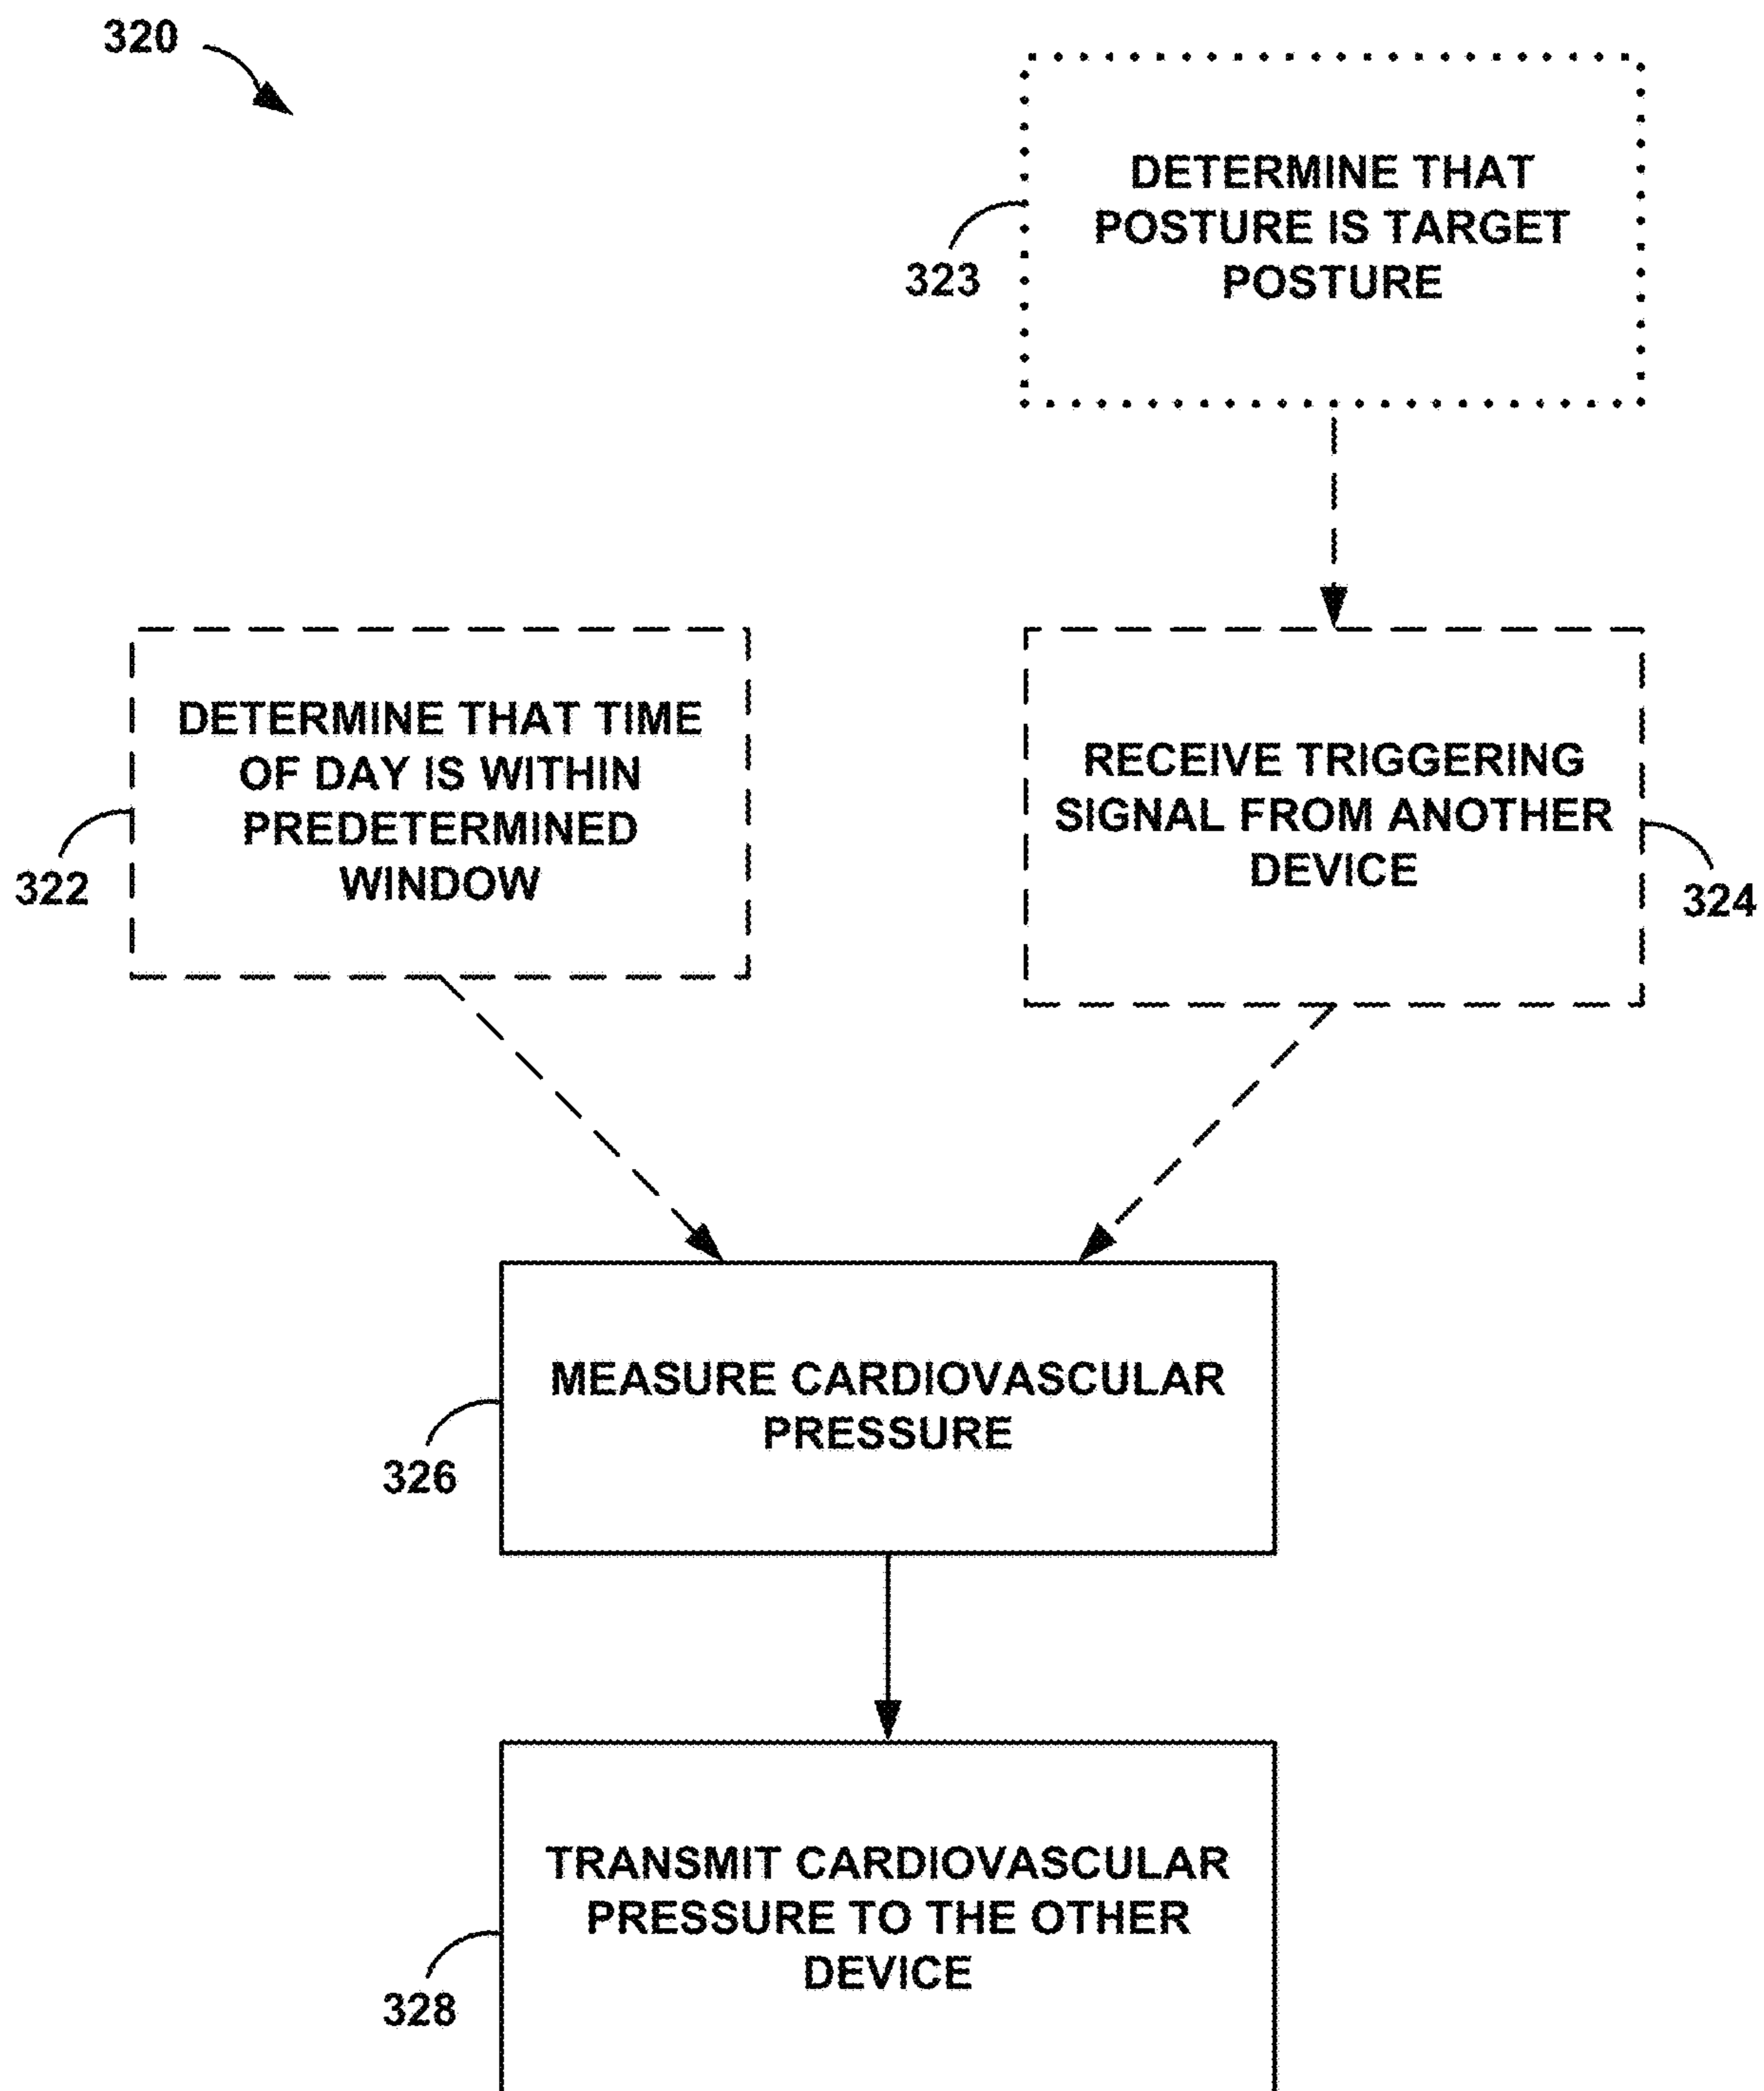 320
DETERMINE THAT
POSTURE IS TARGET
POSTURE
323
DETERMINE THAT TIME
OF DAY IS WITHIN
PREDETERMINED
WINDOW
322
RECEIVE TRIGGERING
SIGNAL FROM ANOTHER
DEVICE
324
MEASURE CARDIOVASCULAR
PRESSURE
326
TRANSMIT CARDIOVASCULAR
PRESSURE TO THE OTHER
DEVICE
328